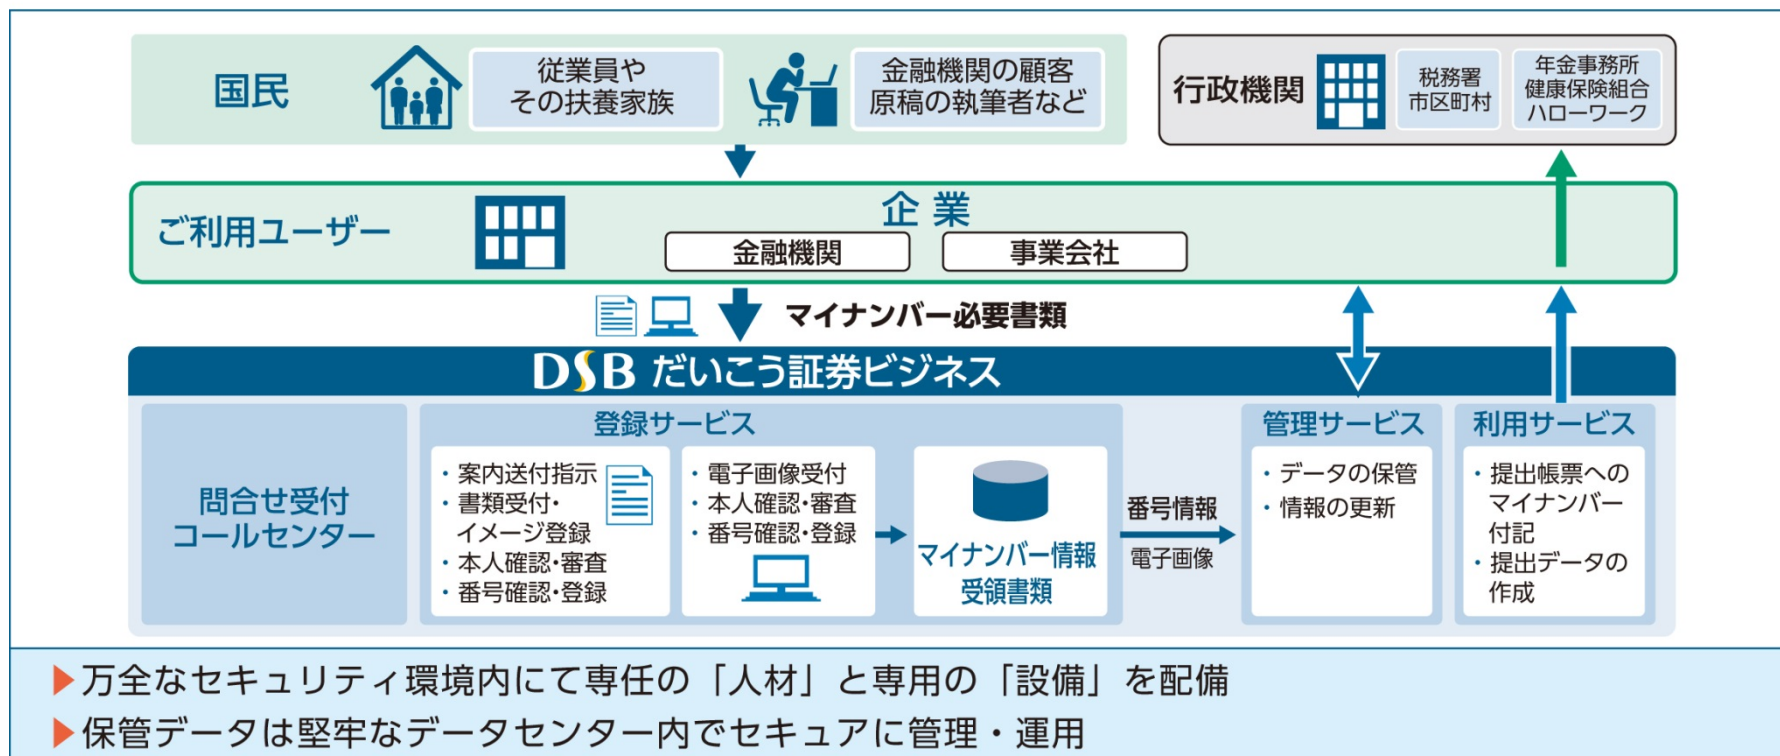 国民
従業員や
その扶養家族
金融機関の顧客
原稿の執筆者など
行政機関
税務署
市区町村
年金事務所
健康保険組合
ハローワーク
ご利用ユーザー
企業
金融機関
事業会社
マイナンバー必要書類
DSB だいこう証券ビジネス
問合せ受付
コールセンター
登録サービス
・案内送付指示
・書類受付・
イメージ登録
・本人確認・審査
・番号確認・登録
・電子画像受付
・本人確認・審査
・番号確認・登録
マイナンバー情報
受領書類
番号情報
電子画像
管理サービス
・データの保管
・情報の更新
利用サービス
・提出帳票への
マイナンバー
付記
・提出データの
作成
▶万全なセキュリティ環境内にて専任の「人材」と専用の「設備」を配備
▶保管データは堅牢なデータセンター内でセキュアに管理・運用